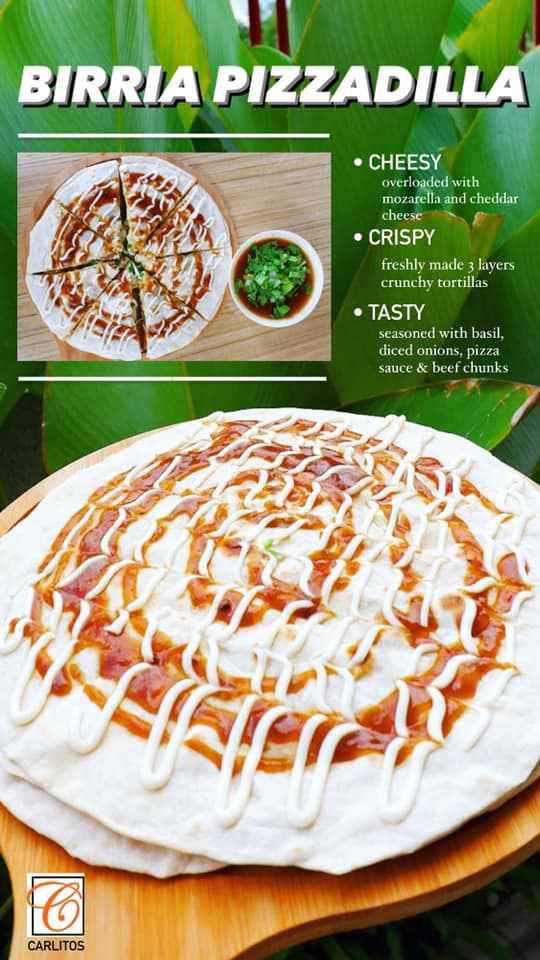 BIRRIA PIZZADILLA
• CHEESY
overloaded with
mozarella and cheddar
cheese
• CRISPY
freshly made 3 layers
crunchy tortillas
• TASTY
seasoned with basil,
diced onions, pizza
sauce & beef chunks
C
CARLITOS